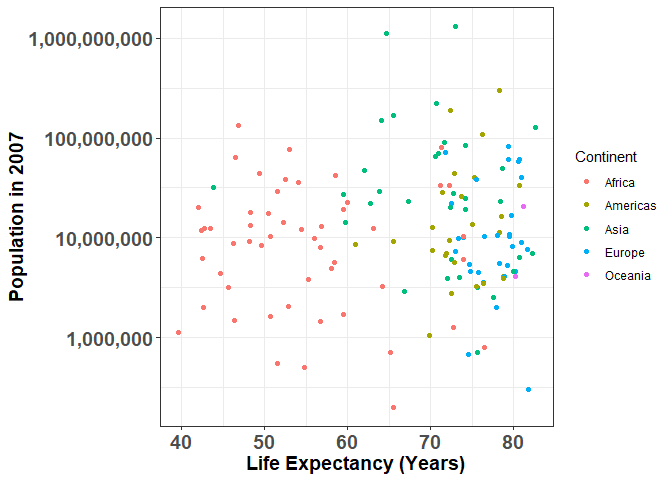 1,000,000,000
100,000,000
10,000,000
1,000,000
Population in 2007
40 50 60 70 80
Life Expectancy (Years)
Continent
Africa
Americas
Asia
Europe
Oceania